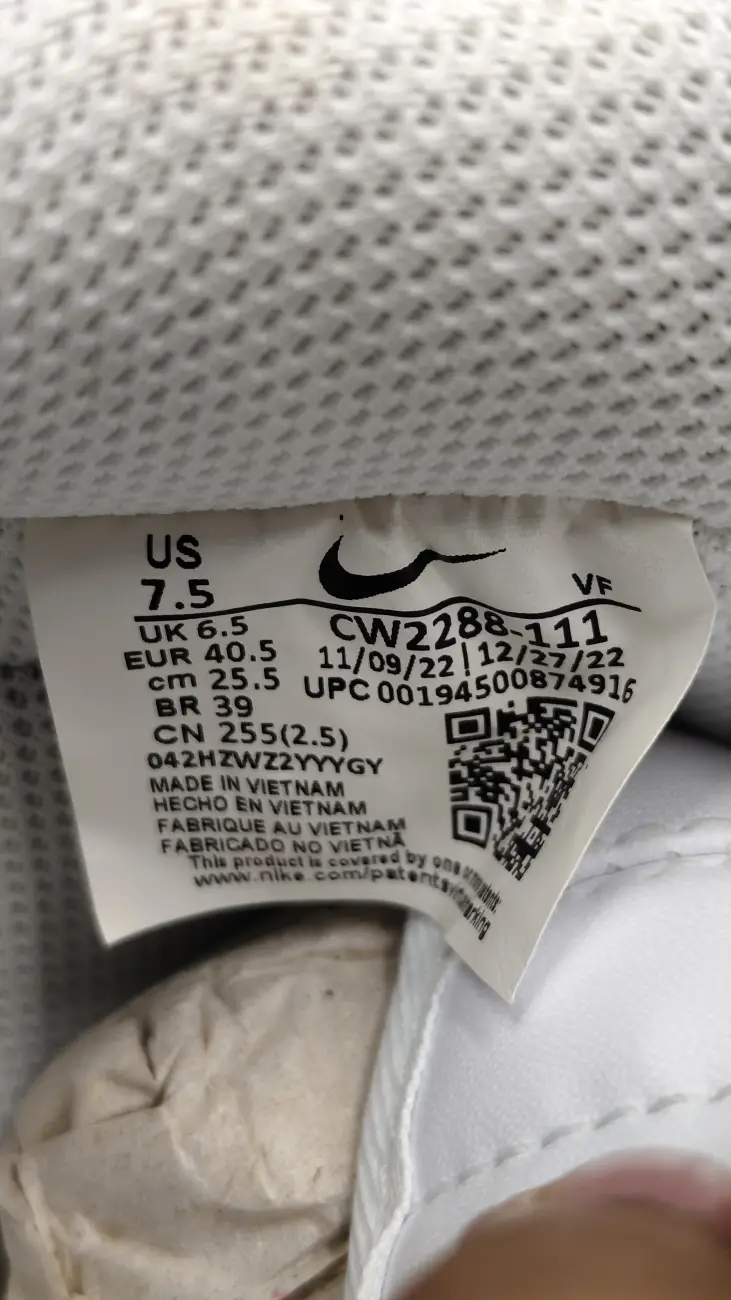 US
7.5
VF
UK 6.5
EUR 40.5
cm 25.5
BR 39
CN 255(2.5)
CW2288-111
11/09/22 | 12/27/22
UPC 00194500874916
042HZWZ2YYYGY
MADE IN VIETNAM
HECHO EN VIETNAM
FABRIQUE AU VIETNAM
FABRICADO NO VIETNÃ
This product is covered by one or
www.nike.com/patents